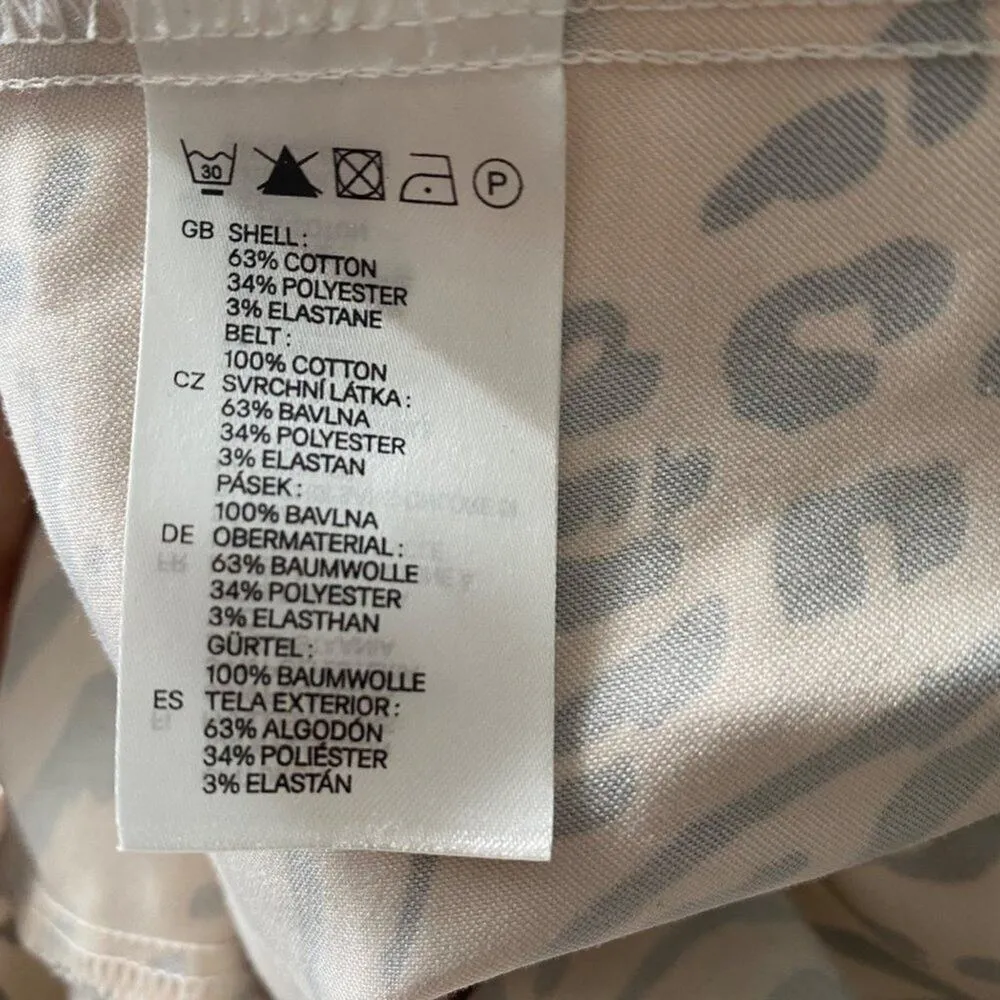 30 P
GB SHELL:
63% COTTON
34% POLYESTER
3% ELASTANE
BELT:
100% COTTON
CZ SVRCHNÍ LÁTKA:
63% BAVLNA
34% POLYESTER
3% ELASTAN
PÁSEK:
100% BAVLNA
DE OBERMATERIAL:
63% BAUMWOLLE
34% POLYESTER
3% ELASTHAN
GÜRTEL:
100% BAUMWOLLE
ES TELA EXTERIOR:
63% ALGODÓN
34% POLIÉSTER
3% ELASTÁN